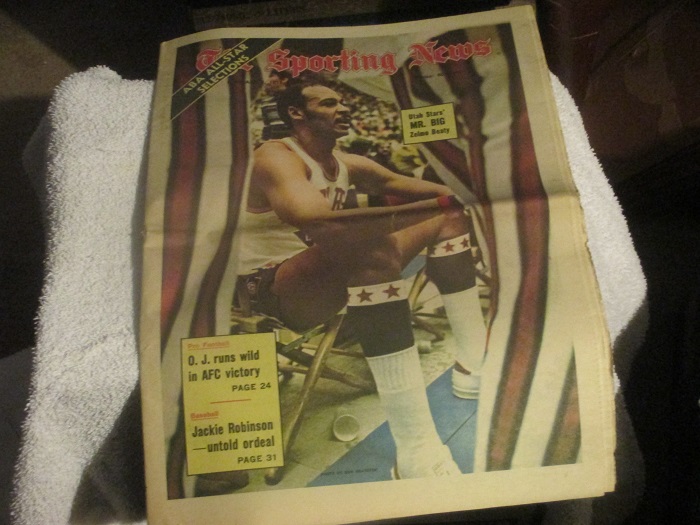 The Sporting News
ABA ALL-STAR
SELECTIONS
Utah Stars'
MR. BIG
Zelmo Beaty
Pro Football
O. J. runs wild
in AFC victory
PAGE 24
Baseball
Jackie Robinson
—untold ordeal
PAGE 31